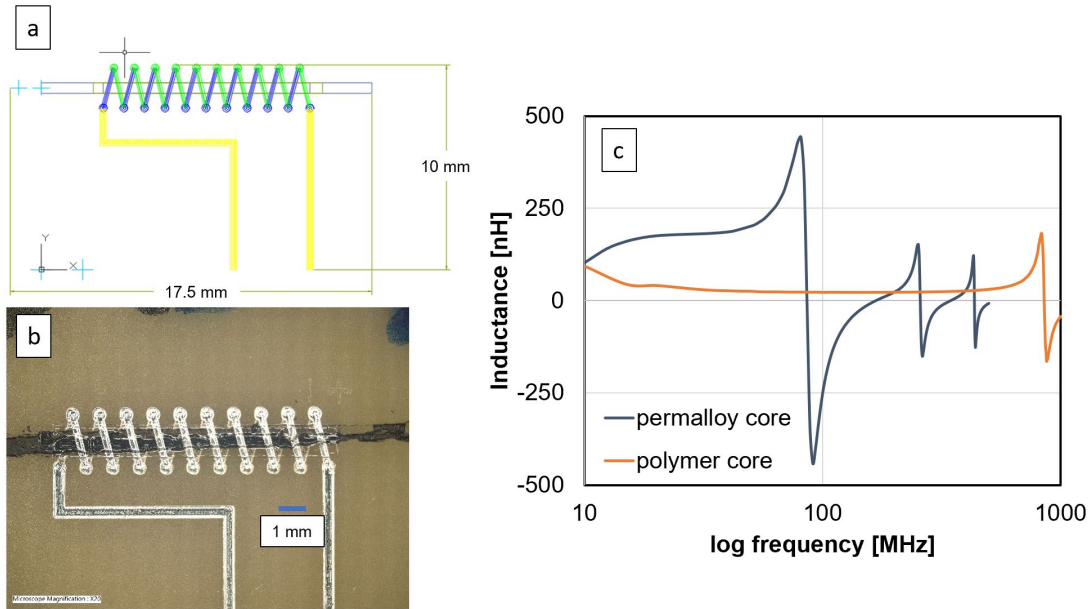 a
10 mm
Y
X
17.5 mm
b
1 mm
Microscope Magnification : X20
c
Inductance [nH]
500
250
0
-250
-500
permalloy core
polymer core
10
100
1000
log frequency [MHz]